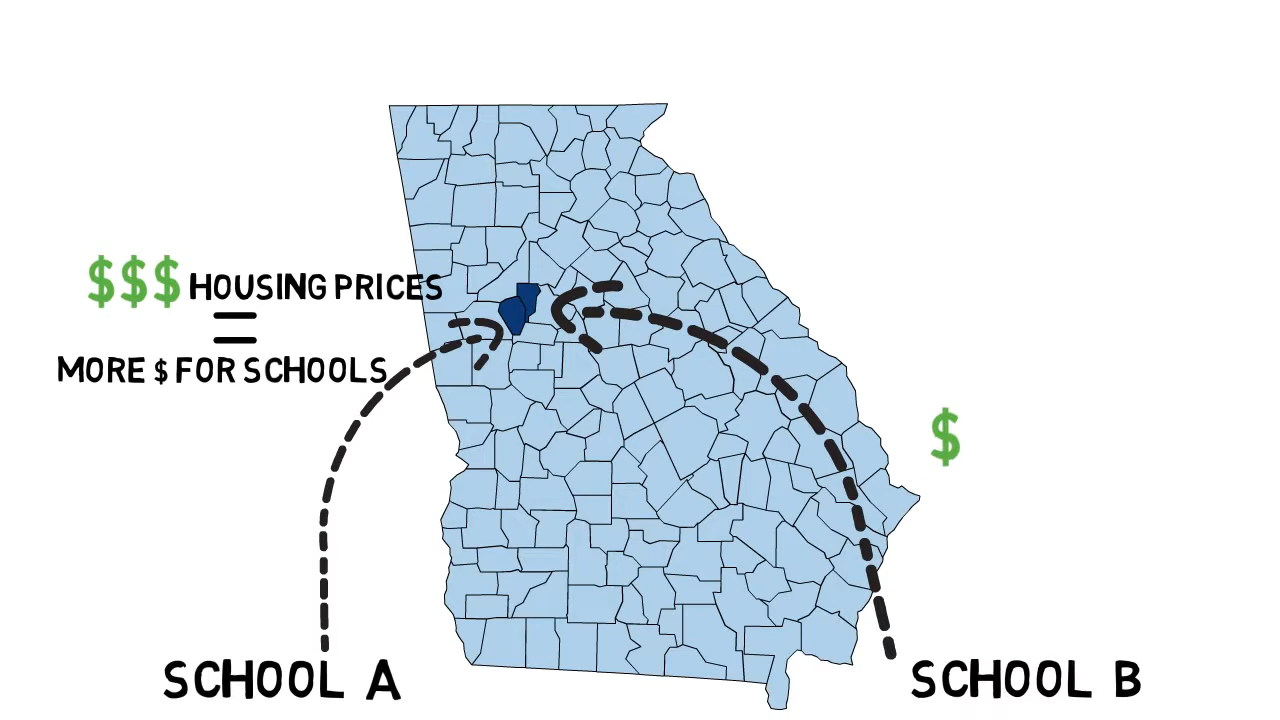 $$$ HOUSING PRICES
=
MORE $ FOR SCHOOLS
$
SCHOOL A
SCHOOL B